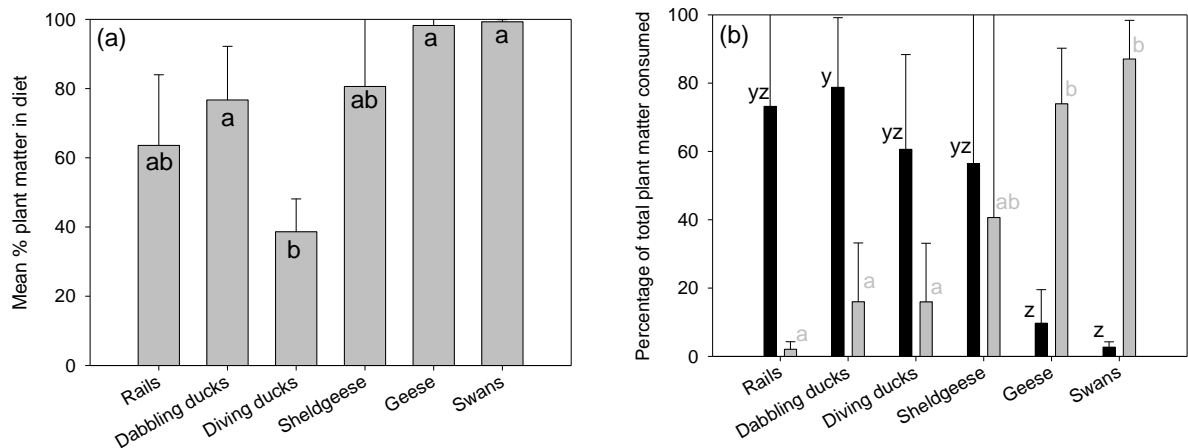 (a)
Mean % plant matter in diet
100
80
60
40
20
0
ab
a
b
ab
a
a
Rails
Dabbling ducks
Diving ducks
Sheldgeese
Geese
Swans
(b)
Percentage of total plant matter consumed
100
80
60
40
20
0
yz
a
y
a
yz
a
yz
ab
z
b
z
b
Rails
Dabbling ducks
Diving ducks
Sheldgeese
Geese
Swans